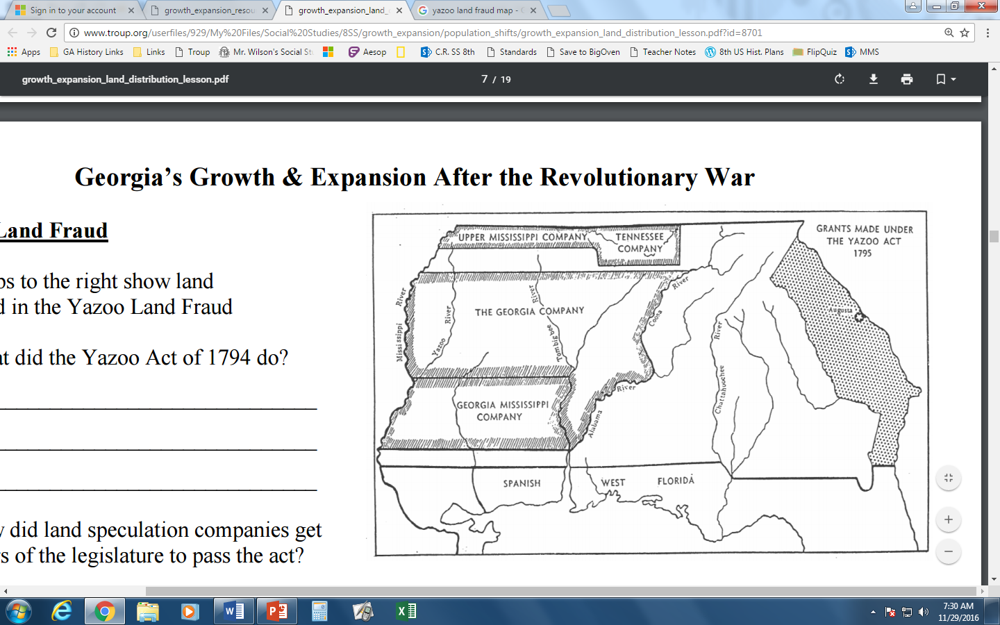 Sign in to your account
growth_expansion_resou
growth_expansion_land_
yazoo land fraud map - G
www.troup.org/userfiles/929/My%20Files/Social%20Studies/8SS/growth_expansion/population_shifts/growth_expansion_land_distribution_lesson.pdf?id=8701
Apps GA History Links Links Troup Mr. Wilson's Social St Aesop C.R. SS 8th Standards Save to BigOven Teacher Notes 8th US Hist. Plans FlipQuiz MMS
growth_expansion_land_distribution_lesson.pdf
7 / 19
Georgia's Growth & Expansion After the Revolutionary War
Land Fraud
ps to the right show land
d in the Yazoo Land Fraud
at did the Yazoo Act of 1794 do?
y did land speculation companies get
rs of the legislature to pass the act?
GRANTS MADE UNDER
THE YAZOO ACT
1795
UPPER MISSISSIPPI COMPANY
TENNESSEE
COMPANY
THE GEORGIA COMPANY
GEORGIA MISSISSIPPI
COMPANY
Mississippi River
Yazoo River
Tombigbee River
Coosa River
Alabama River
Chattahuochee River
Augusta
SPANISH WEST FLORIDA
7:30 AM
11/29/2016